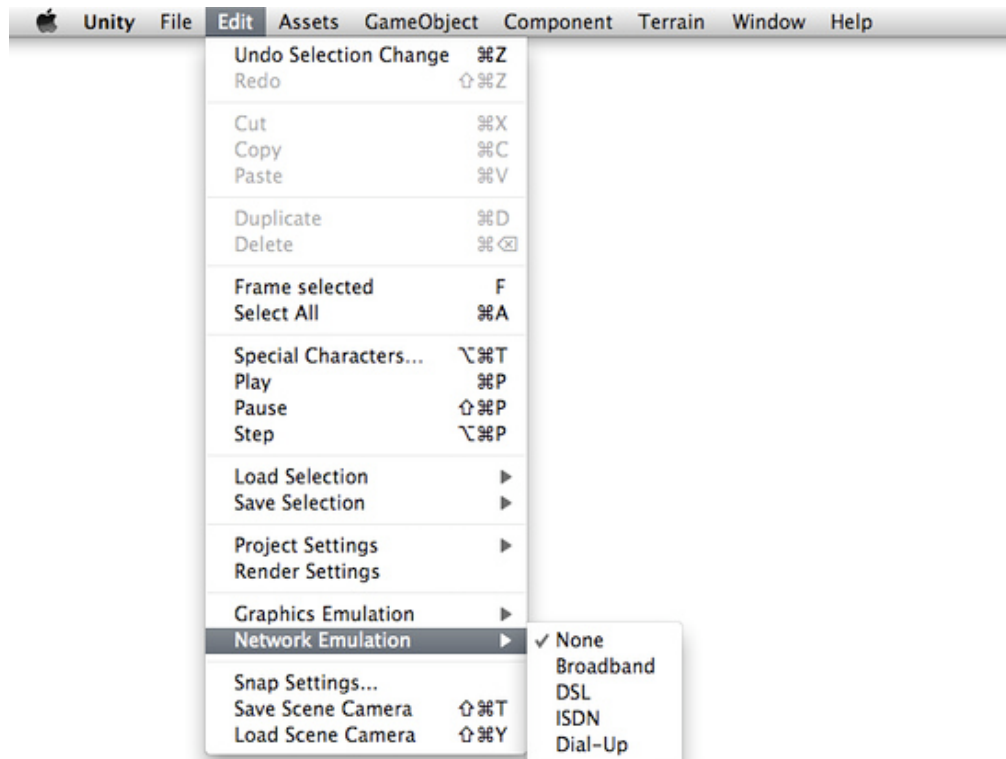 Unity File Edit Assets GameObject Component Terrain Window Help
Undo Selection Change ⌘Z
Redo ⇧⌘Z
Cut ⌘X
Copy ⌘C
Paste ⌘V
Duplicate ⌘D
Delete ⌘⌫
Frame selected F
Select All ⌘A
Special Characters... ⌥⌘T
Play ⌘P
Pause ⇧⌘P
Step ⌥⌘P
Load Selection
Save Selection
Project Settings
Render Settings
Graphics Emulation
Network Emulation ✓ None
Broadband
DSL
ISDN
Dial-Up
Snap Settings...
Save Scene Camera ⇧⌘T
Load Scene Camera ⇧⌘Y